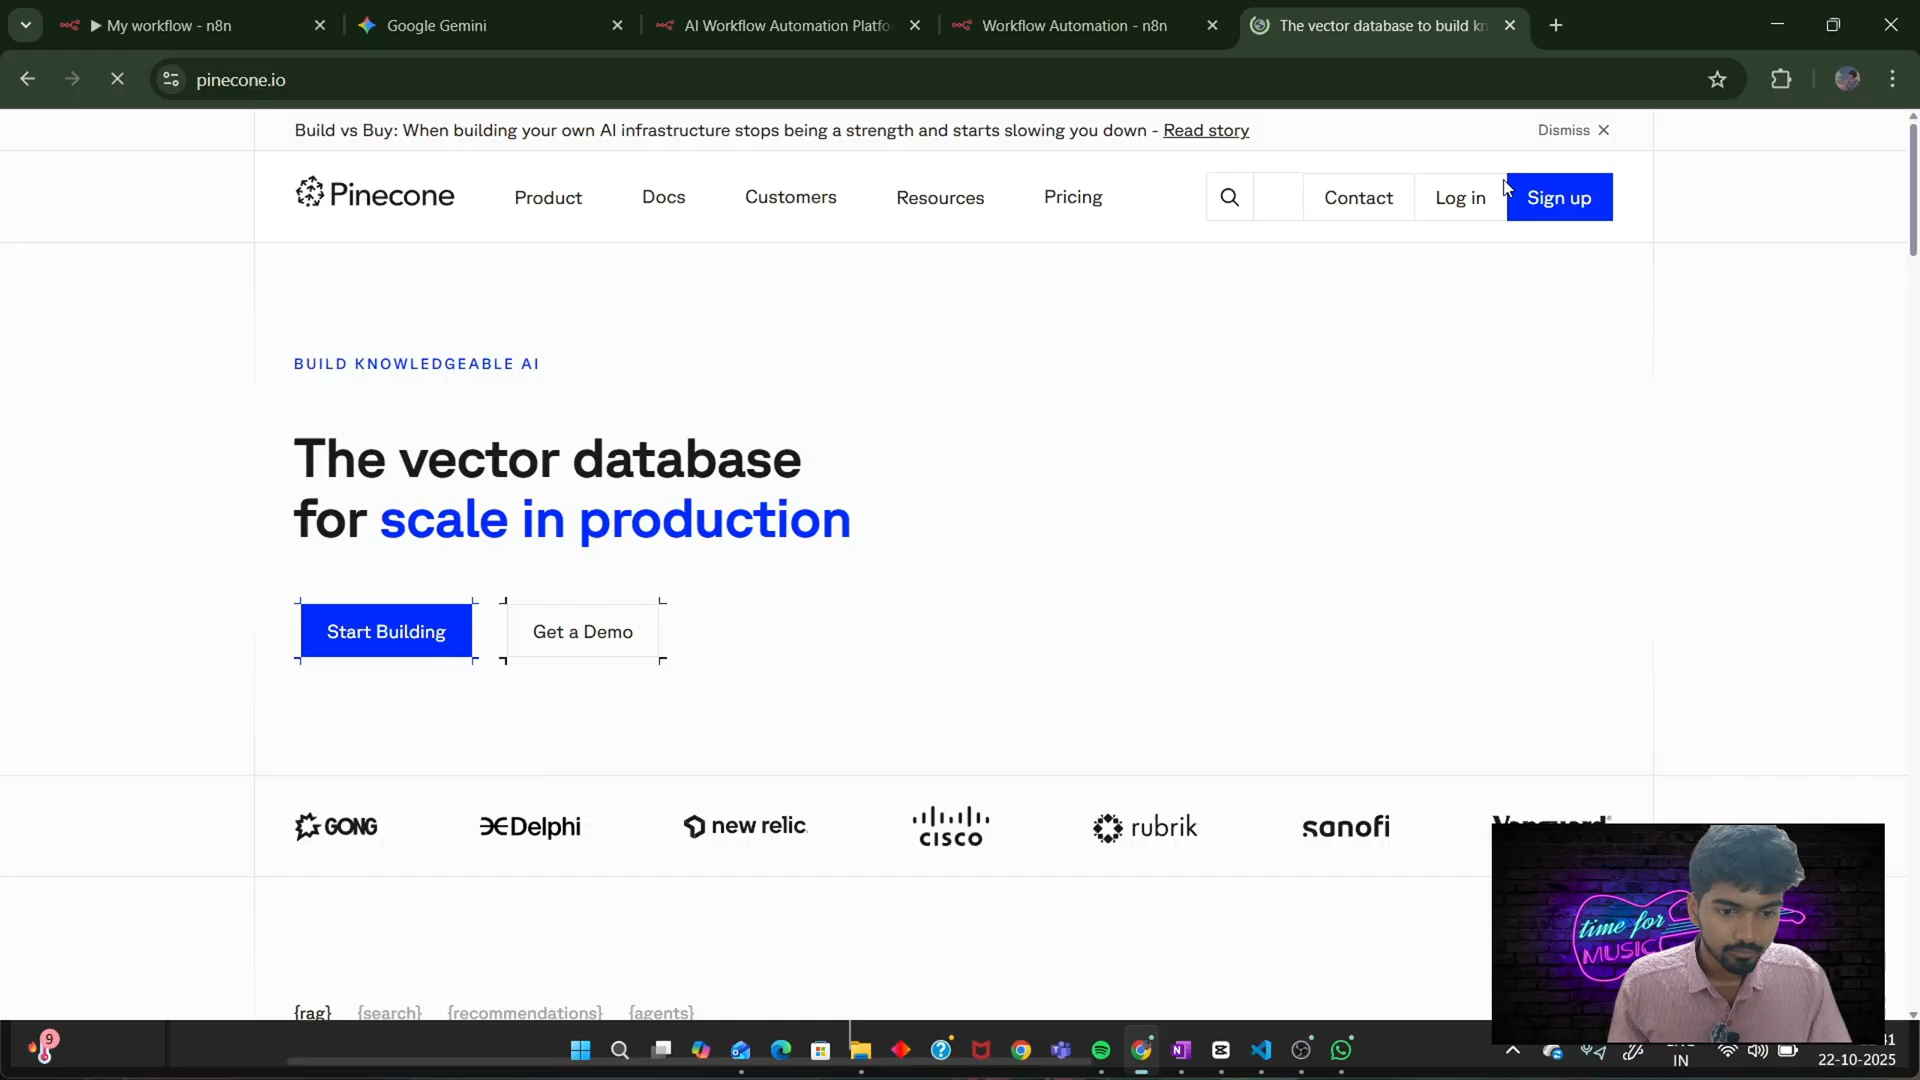 My workflow - n8n
Google Gemini
AI Workflow Automation Platfo
Workflow Automation - n8n
The vector database to build kn
pinecone.io
Build vs Buy: When building your own AI infrastructure stops being a strength and starts slowing you down - Read story
Dismiss
Pinecone
Product
Docs
Customers
Resources
Pricing
Contact
Log in
Sign up
BUILD KNOWLEDGEABLE AI
The vector database
for scale in production
Start Building
Get a Demo
GONG
Delphi
new relic
CISCO
rubrik
sanofi
Vanguard
{rag}
{search}
{recommendations}
{agents}
time for
MUSIC
9
IN
22-10-2025